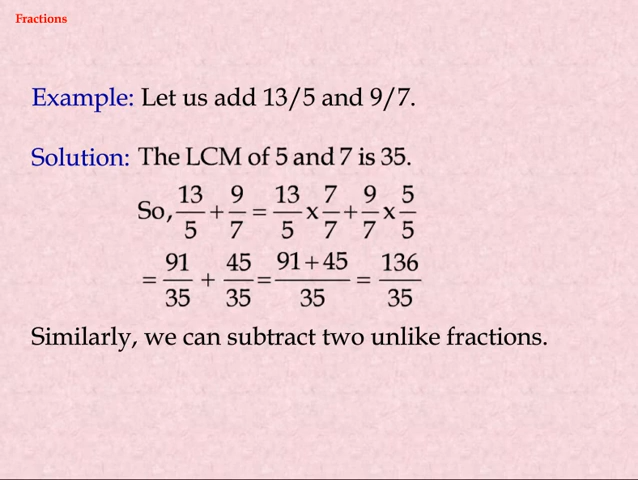 Fractions
Example: Let us add 13/5 and 9/7.
Solution: The LCM of 5 and 7 is 35.
So, 13/5 + 9/7 = 13/5 x 7/7 + 9/7 x 5/5
= 91/35 + 45/35 = 91+45/35 = 136/35
Similarly, we can subtract two unlike fractions.